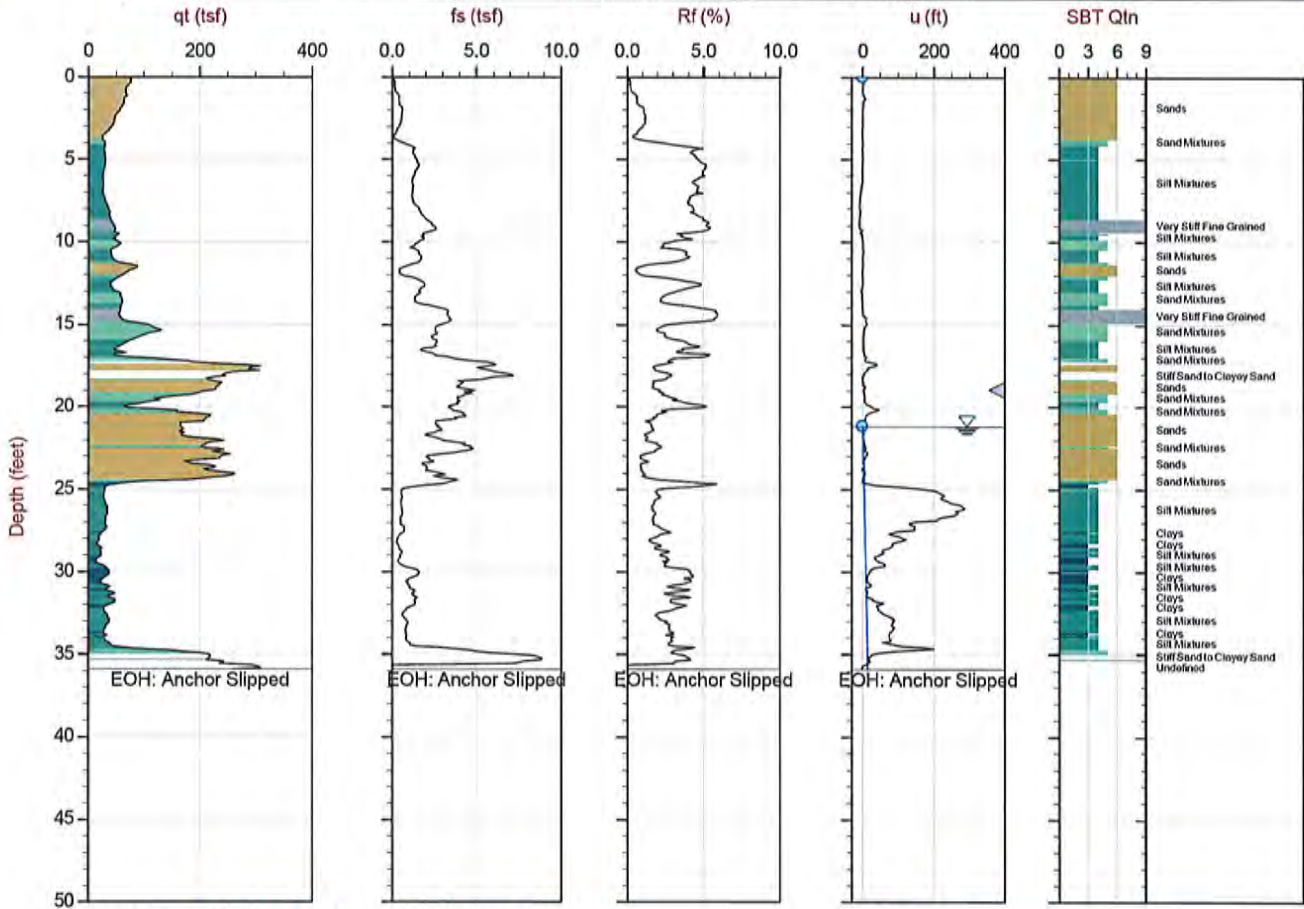 qt (tsf)
fs (tsf)
Rf (%)
u (ft)
SBT Qtn
0 200 400
0.0 5.0 10.0
0.0 5.0 10.0
0 200 400
0 3 6 9
Depth (feet)
0
5
10
15
20
25
30
35
40
45
50
Sands
Sand Mixtures
Silt Mixtures
Very Stiff Fine Grained
Silt Mixtures
Silt Mixtures
Sands
Silt Mixtures
Sand Mixtures
Very Stiff Fine Grained
Sand Mixtures
Silt Mixtures
Sand Mixtures
Stiff Sand to Clayey Sand
Sands
Sand Mixtures
Sand Mixtures
Sands
Sand Mixtures
Sands
Sand Mixtures
Silt Mixtures
Clays
Clays
Silt Mixtures
Silt Mixtures
Clays
Silt Mixtures
Clays
Clays
Silt Mixtures
Clays
Silt Mixtures
Stiff Sand to Clayey Sand
Undefined
EOH: Anchor Slipped
EOH: Anchor Slipped
EOH: Anchor Slipped
EOH: Anchor Slipped